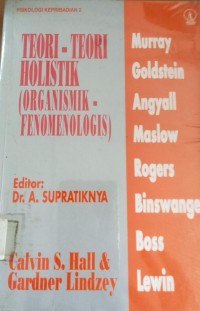 PSIKOLOGI KEPRIBADIAN 2
TEORI - TEORI
HOLISTIK
(ORGANISMIK -
FENOMENOLOGIS)
Editor:
Dr. A. SUPRATIKNYA
Calvin S. Hall &
Gardner Lindzey
Murray
Goldstein
Angyall
Maslow
Rogers
Binswange
Boss
Lewin